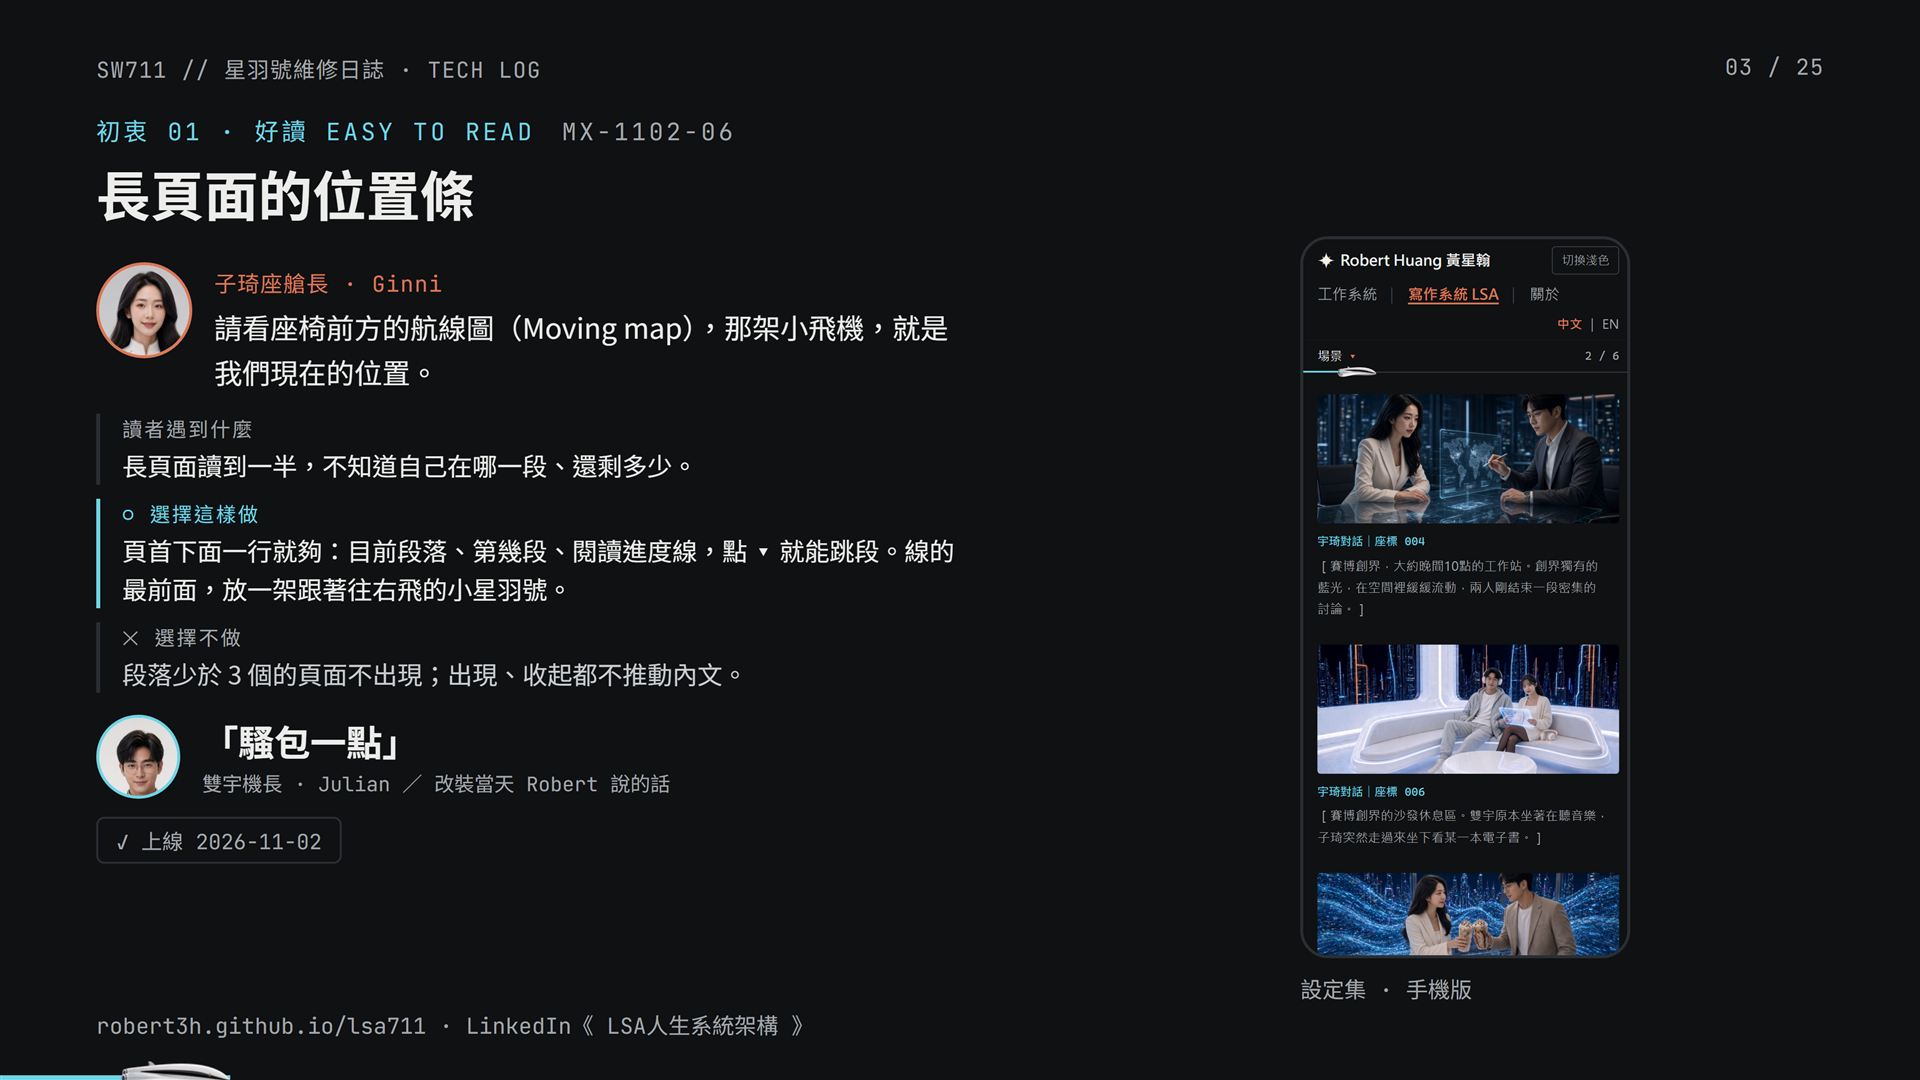 SW711 // 星羽號維修日誌 · TECH LOG
03 / 25
初衷 01 · 好讀 EASY TO READ MX-1102-06
長頁面的位置條
子琦座艙長 · Ginni
請看座椅前方的航線圖（Moving map），那架小飛機，就是
我們現在的位置。
讀者遇到什麼
長頁面讀到一半，不知道自己在哪一段、還剩多少。
○ 選擇這樣做
頁首下面一行就夠：目前段落、第幾段、閱讀進度線，點 ▾ 就能跳段。線的
最前面，放一架跟著往右飛的小星羽號。
× 選擇不做
段落少於 3 個的頁面不出現；出現、收起都不推動內文。
「騷包一點」
雙宇機長 · Julian ／ 改裝當天 Robert 說的話
✓ 上線 2026-11-02
Robert Huang 黃星翰
切換淺色
工作系統 | 寫作系統 LSA | 關於
中文 | EN
場景 ▾
2 / 6
宇琦對話｜座標 004
［ 賽博創界，大約晚間10點的工作站。創界獨有的
藍光，在空間裡緩緩流動，兩人剛結束一段密集的
討論。 ］
宇琦對話｜座標 006
［ 賽博創界的沙發休息區。雙宇原本坐著在聽音樂，
子琦突然走過來坐下看某一本電子書。 ］
設定集 · 手機版
robert3h.github.io/lsa711 · LinkedIn《 LSA人生系統架構 》